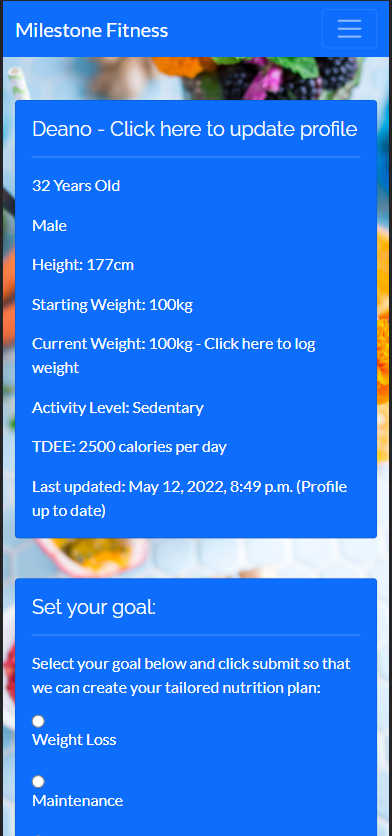 Milestone Fitness
Deano - Click here to update profile
32 Years Old
Male
Height: 177cm
Starting Weight: 100kg
Current Weight: 100kg - Click here to log
weight
Activity Level: Sedentary
TDEE: 2500 calories per day
Last updated: May 12, 2022, 8:49 p.m. (Profile
up to date)
Set your goal:
Select your goal below and click submit so that
we can create your tailored nutrition plan:
Weight Loss
Maintenance